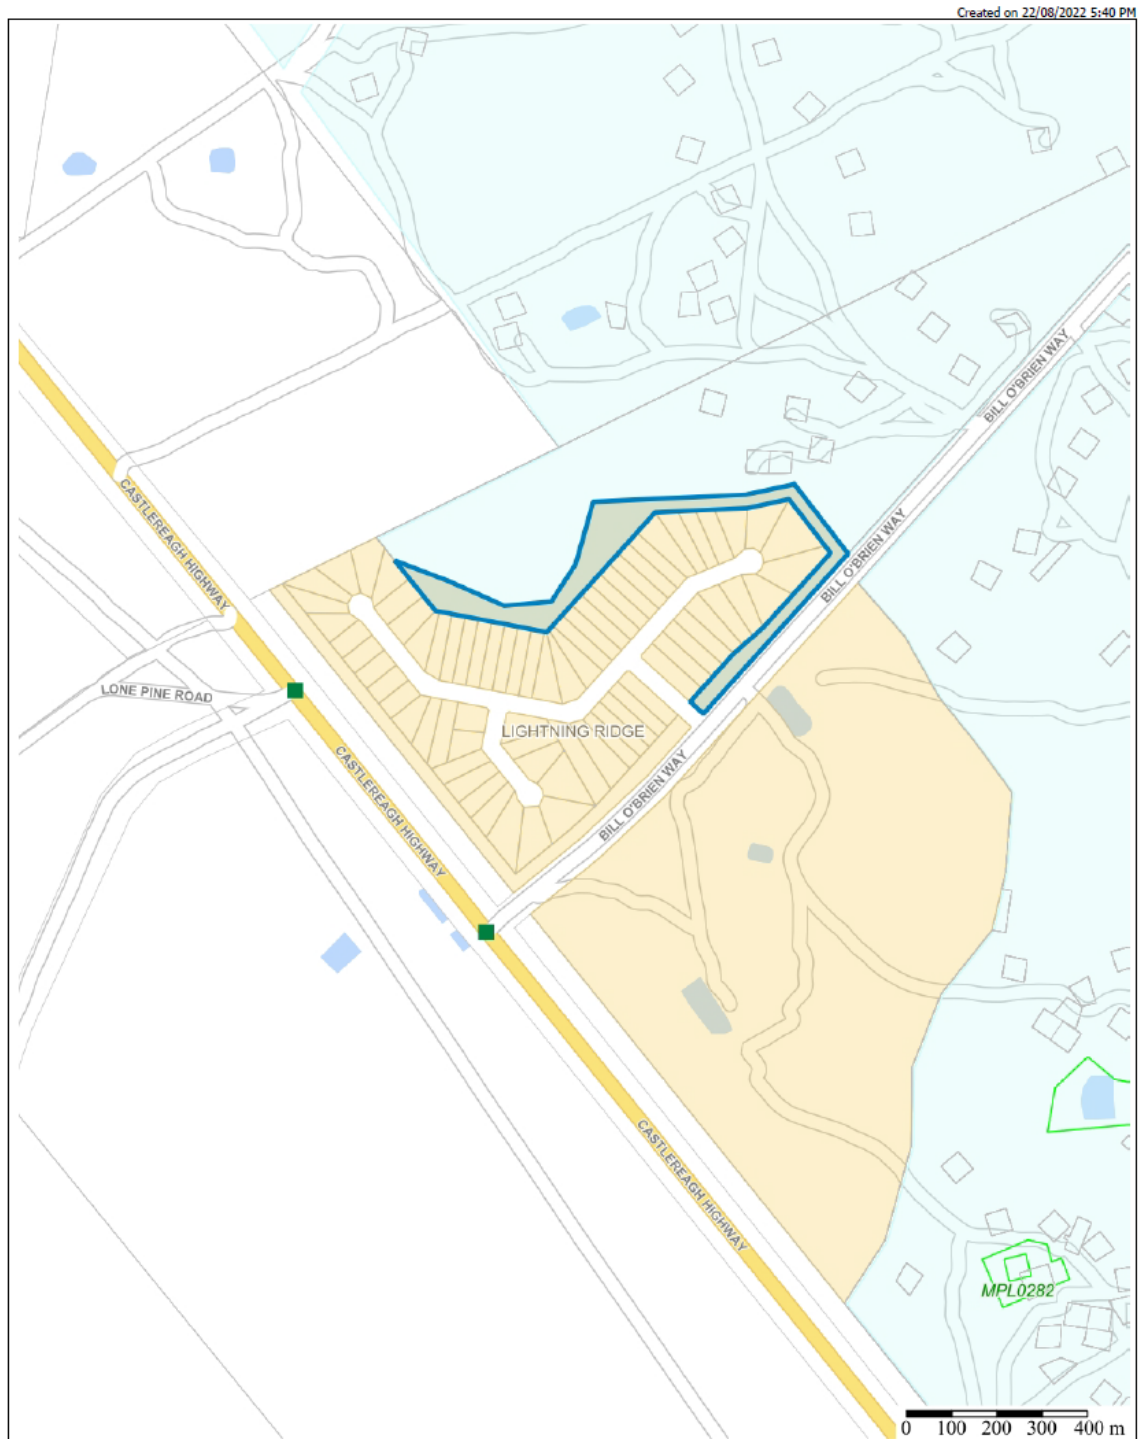 Created on 22/08/2022 5:40 PM
BILL O'BRIEN WAY
CASTLEREAGH HIGHWAY
BILL O'BRIEN WAY
LONE PINE ROAD
LIGHTNING RIDGE
CASTLEREAGH HIGHWAY
BILL O'BRIEN WAY
CASTLEREAGH HIGHWAY
MPL0282
0 100 200 300 400 m